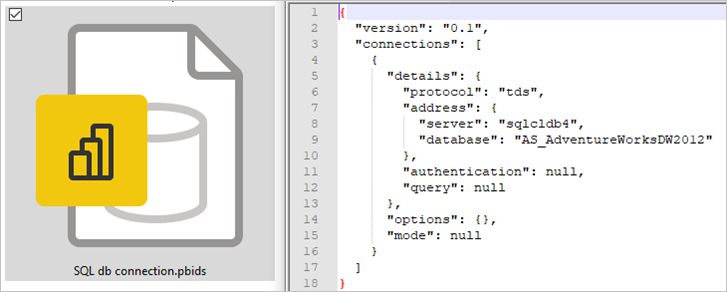 SQL db connection.pbids
1 {
2   "version": "0.1",
3   "connections": [
4     {
5       "details": {
6         "protocol": "tds",
7         "address": {
8           "server": "sqlcldb4",
9           "database": "AS_AdventureWorksDW2012"
10         },
11         "authentication": null,
12         "query": null
13       },
14       "options": {},
15       "mode": null
16     }
17   ]
18 }